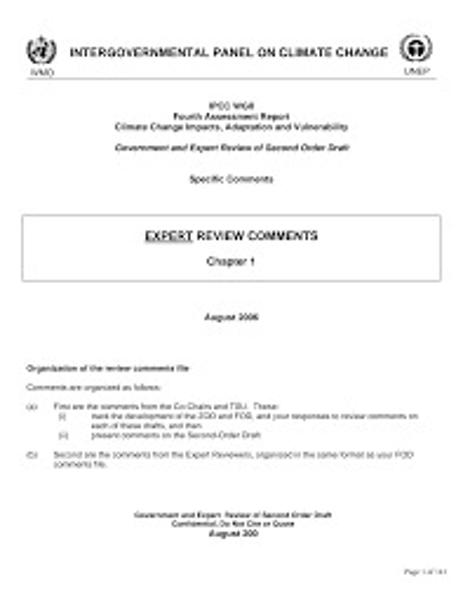 INTERGOVERNMENTAL PANEL ON CLIMATE CHANGE
WMO
UNEP
IPCC WGII
Fourth Assessment Report
Climate Change Impacts, Adaptation and Vulnerability
Government and Expert Review of Second Order Draft
Specific Comments
EXPERT REVIEW COMMENTS
Chapter 1
August 2006
Organization of the review comments file
Comments are organized as follows:
(a) First are the comments from the Co Chairs and TSU. These:
(i) track the development of the ZOD and FOD, and your responses to review comments on
each of these drafts, and then
(ii) present comments on the Second-Order Draft
(b) Second are the comments from the Expert Reviewers, organized in the same format as your FOD
comments file.
Government and Expert Review of Second Order Draft
Confidential, Do Not Cite or Quote
August 200
Page 1 of